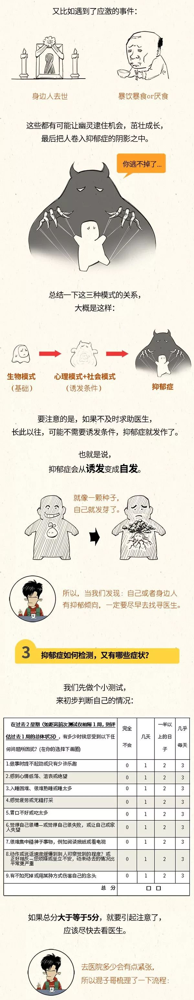 又比如遇到了应激的事件：
身边人去世
暴饮暴食or厌食
这些都有可能让幽灵逮住机会，茁壮成长，
最后把人卷入抑郁症的阴影之中。
你逃不掉了...
总结一下这三种模式的关系，
大概是这样：
生物模式
（基础）
心理模式+社会模式
（诱发条件）
抑郁症
要注意的是，如果不及时求助医生，
长此以往，可能不需要诱发条件，抑郁症就发作了。
也就是说，
抑郁症会从诱发变成自发。
就像一颗种子，
自己就发芽了。
所以，当我们发现：自己或者身边人
有抑郁倾向，一定要尽早去找寻医生。
3
抑郁症如何检测，又有哪些症状？
我们先做个小测试，
来初步判断自己的情况：
在过去2星期（如距离前次测试仅相隔1周，则评
估过去1周的总体状况），有多少时候您受到以下任
何问题所困扰？（在你的选择下画圈）
完全
不会
几天
一半以
上的日
子
几乎
每天
1.做事时提不起劲或只有少许乐趣 0 1 2 3
2.感到心情低落、沮丧或绝望 0 1 2 3
3.入睡困难、很难熟睡或睡太多 0 1 2 3
4.感觉疲劳或无精打采 0 1 2 3
5.胃口不好或吃太多 0 1 2 3
6.觉得自己很糟—或觉得自己很失败，或让自己或家
人失望 0 1 2 3
7.很难集中精神于事物，例如阅读报纸或看电视 0 1 2 3
8.动作或说话速度缓慢到别人可察觉到的程度？或
正好相反—您烦躁或坐立不安，动来动去的情况比
平常更严重 0 1 2 3
9.有不如死掉或用某种方式伤害自己的念头 0 1 2 3
总 分 口 口
如果总分大于等于5分，就要引起注意了，
应该尽快去看医生。
去医院多少会有点紧张，
所以混子哥梳理了一下流程：